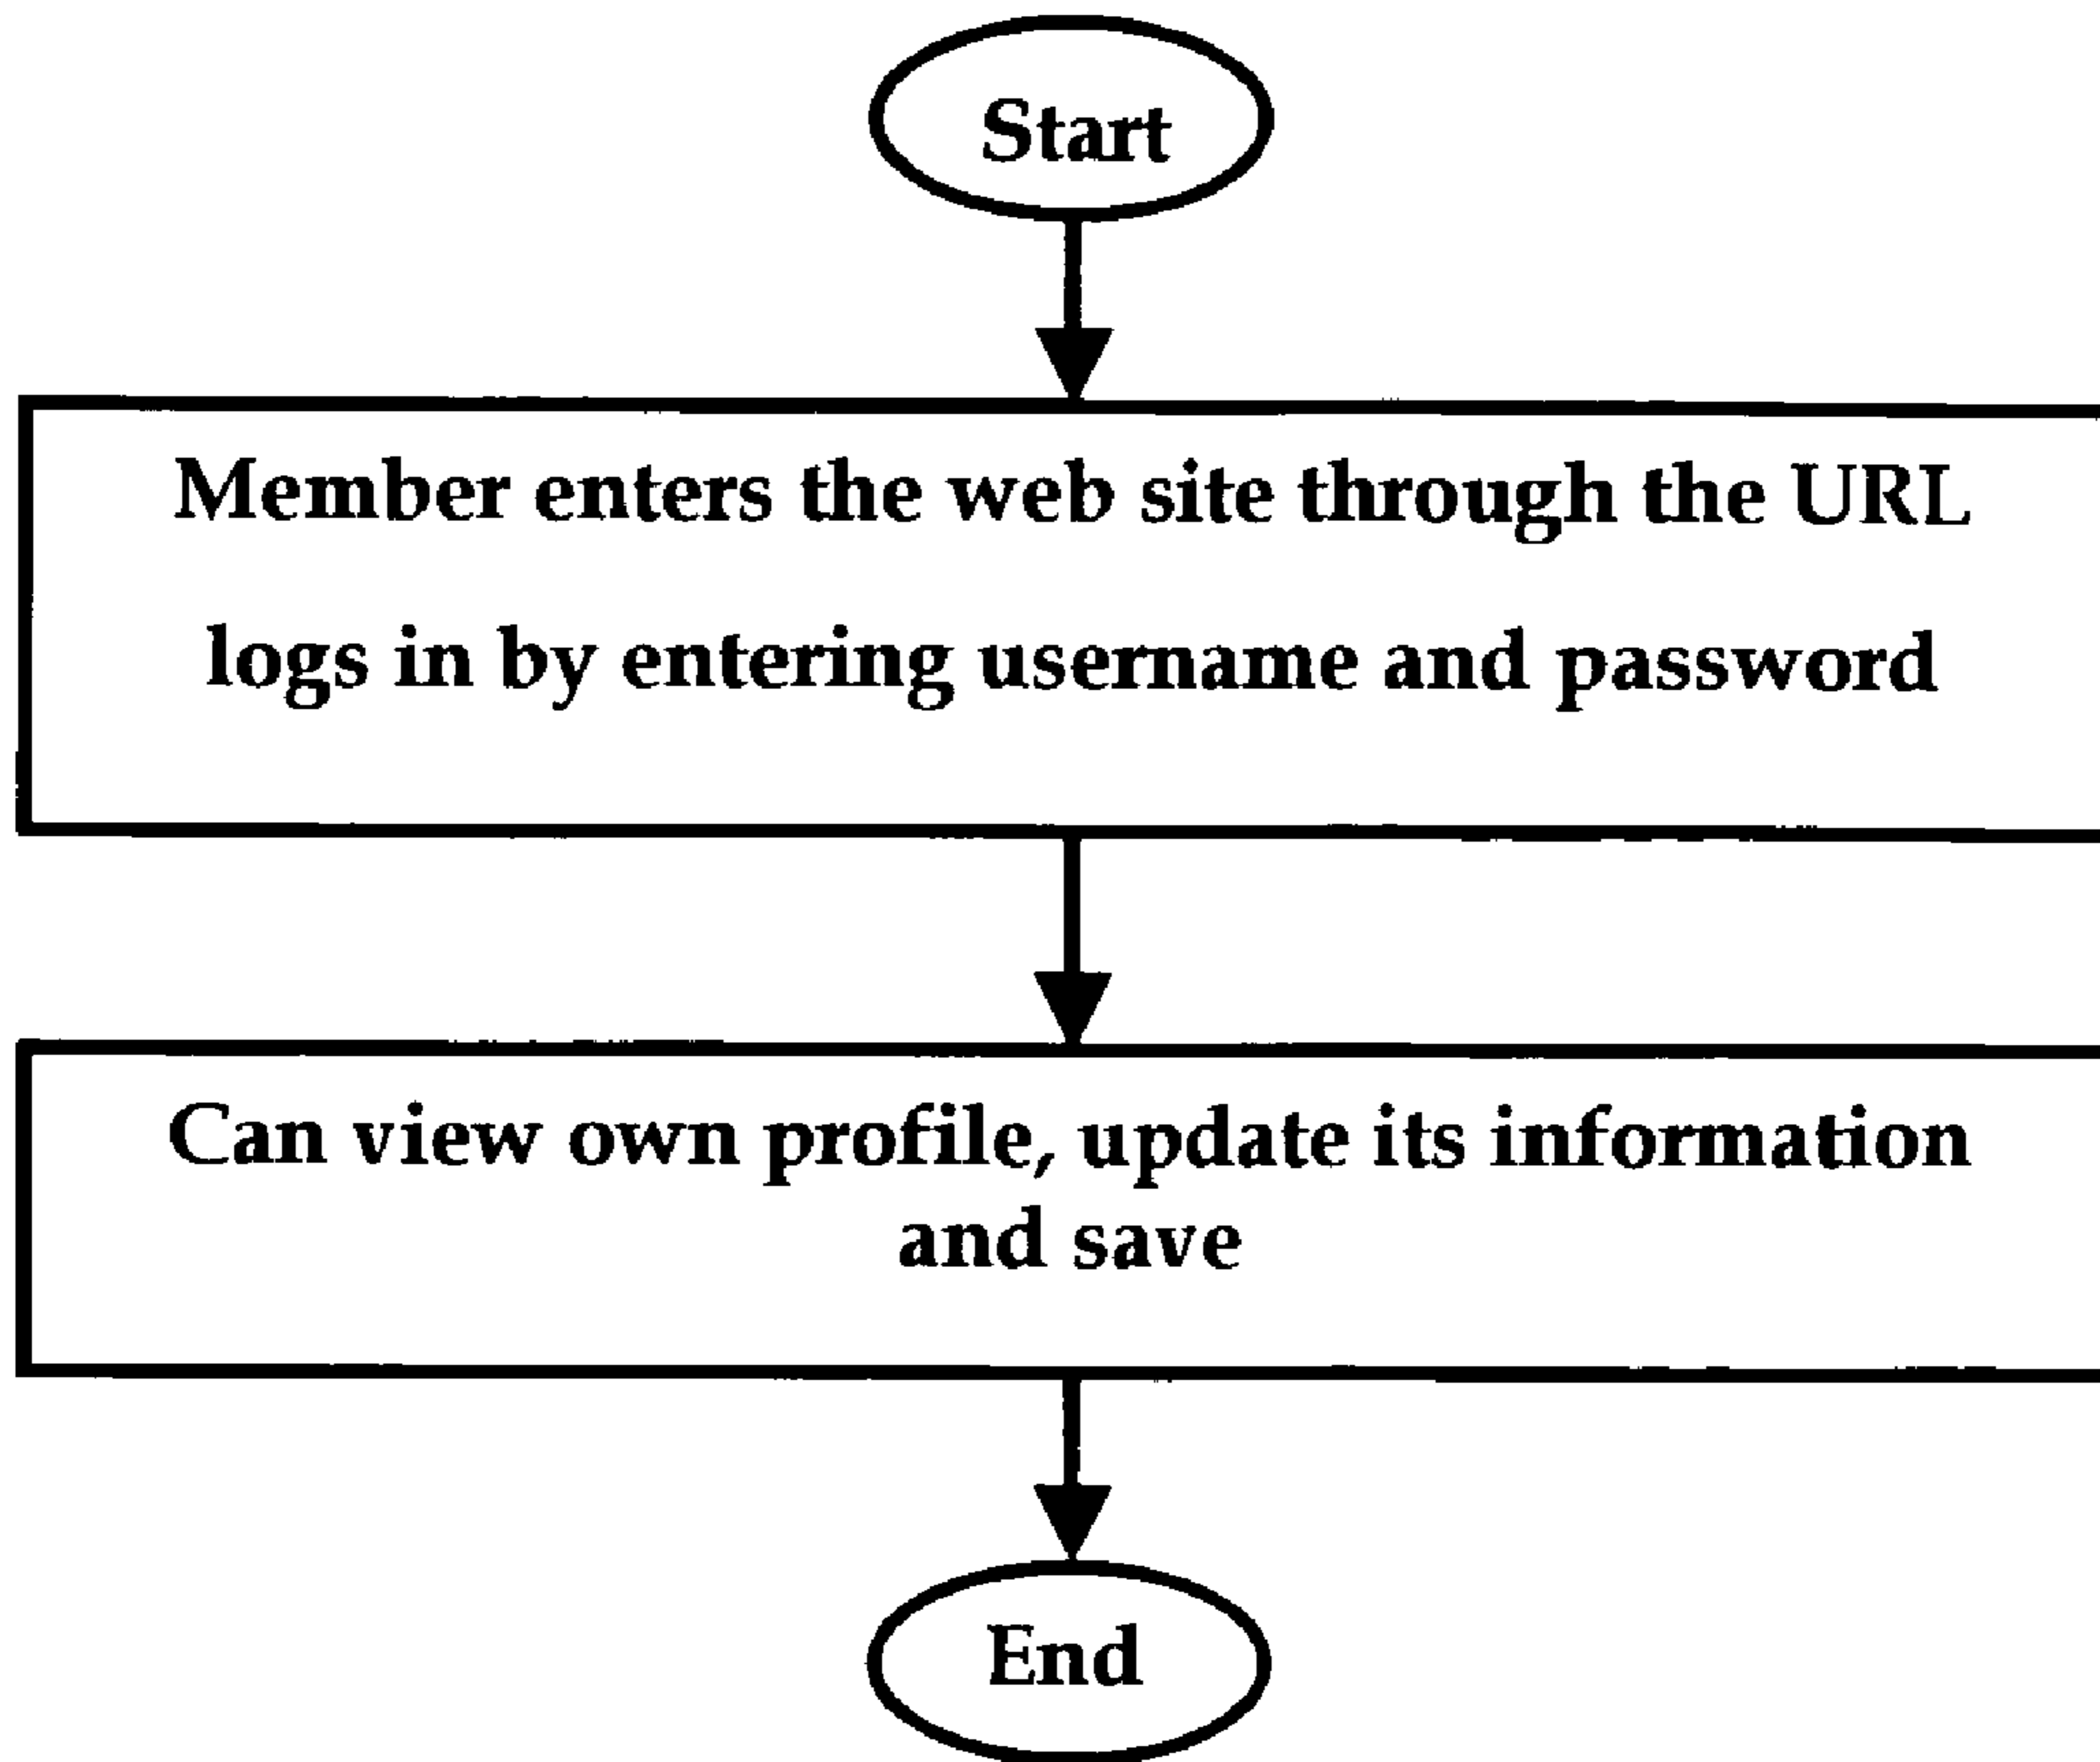 Start
Member enters the web site through the URL
logs in by entering username and password
Can view own profile, update its information
and save
End